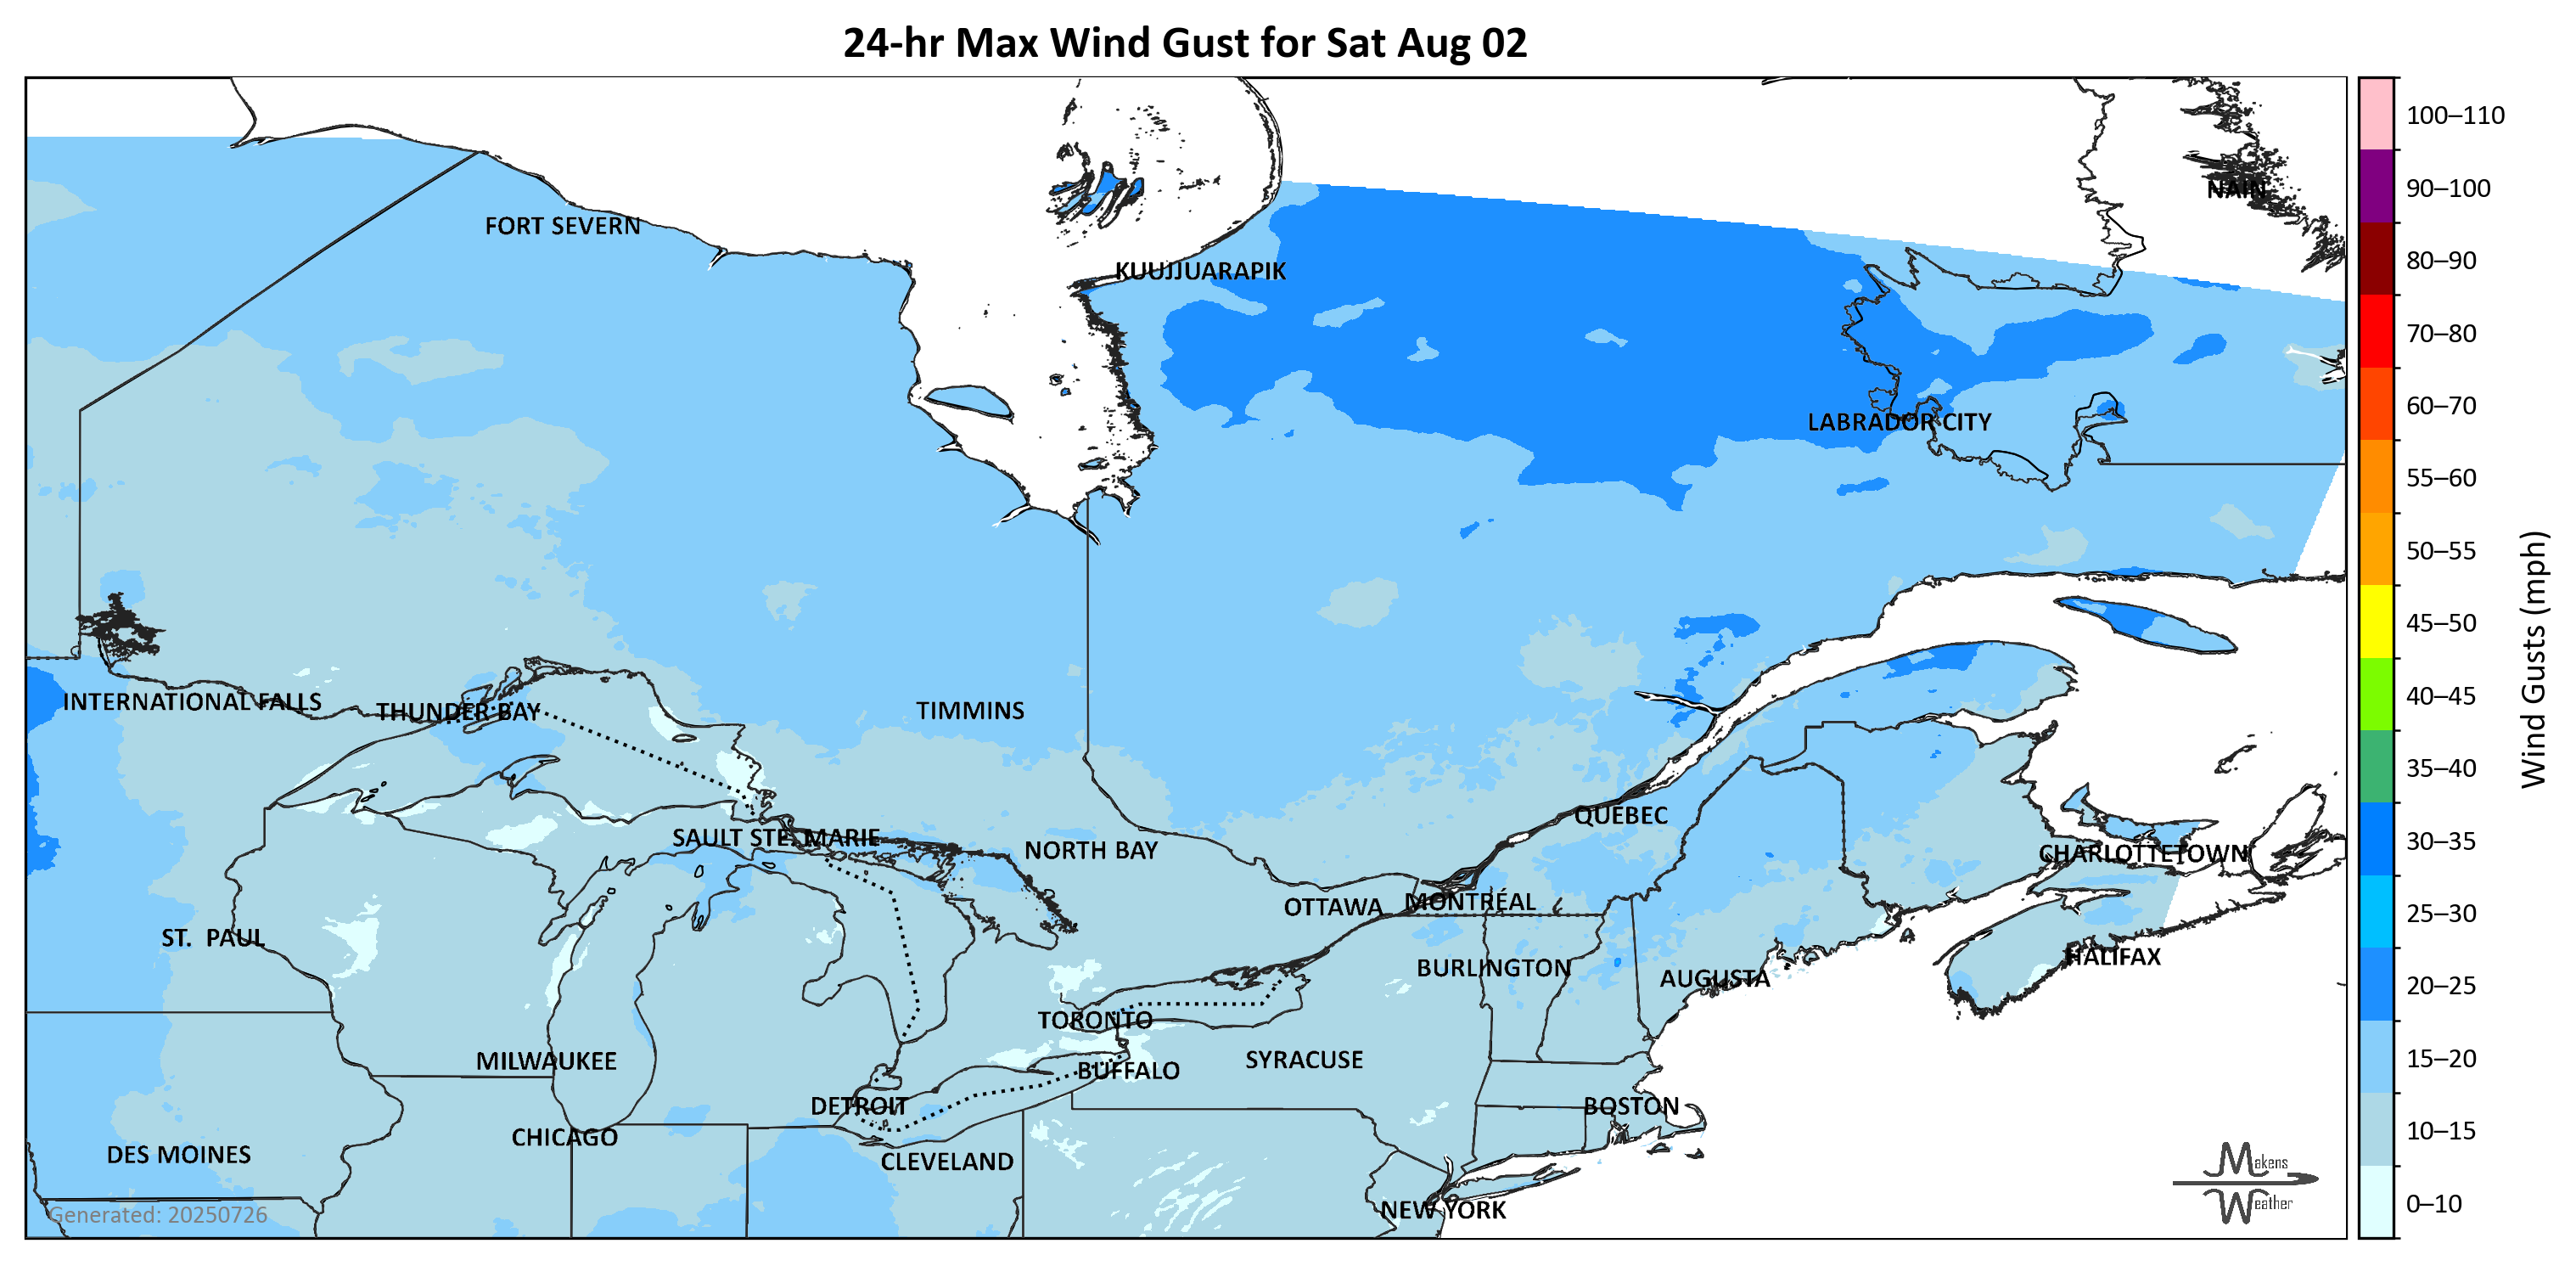 24-hr Max Wind Gust for Sat Aug 02
100–110
90–100
NAIN
FORT SEVERN
80–90
KUUJJUARAPIK
70–80
60–70
LABRADOR CITY
55–60
50–55
45–50
Wind Gusts (mph)
INTERNATIONAL FALLS
THUNDER BAY
TIMMINS
40–45
35–40
QUÉBEC
SAULT STE. MARIE
NORTH BAY
CHARLOTTETOWN
30–35
OTTAWA
MONTRÉAL
25–30
ST. PAUL
HALIFAX
BURLINGTON
AUGUSTA
20–25
TORONTO
MILWAUKEE
SYRACUSE
BUFFALO
15–20
DETROIT
BOSTON
CHICAGO
10–15
DES MOINES
CLEVELAND
Makens
Weather
NEW YORK
0–10
Generated: 20250726